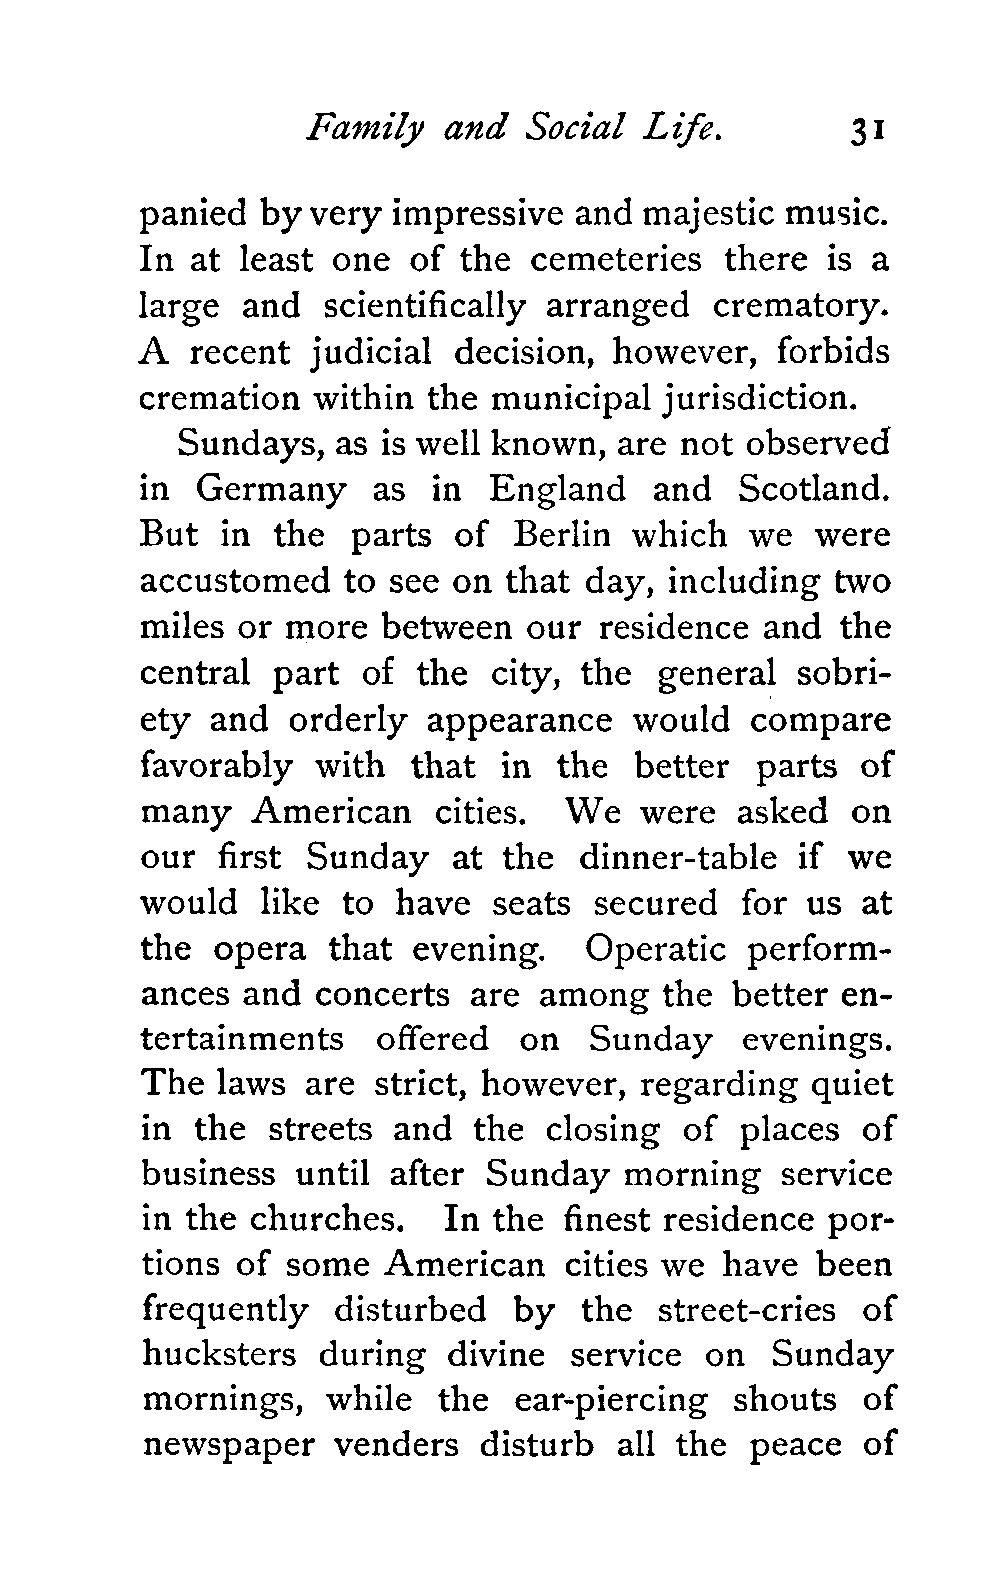 Family and Social Life. 31
panied by very impressive and majestic music.
In at least one of the cemeteries there is a
large and scientifically arranged crematory.
A recent judicial decision, however, forbids
cremation within the municipal jurisdiction.
Sundays, as is well known, are not observed
in Germany as in England and Scotland.
But in the parts of Berlin which we were
accustomed to see on that day, including two
miles or more between our residence and the
central part of the city, the general sobri-
ety and orderly appearance would compare
favorably with that in the better parts of
many American cities. We were asked on
our first Sunday at the dinner-table if we
would like to have seats secured for us at
the opera that evening. Operatic perform-
ances and concerts are among the better en-
tertainments offered on Sunday evenings.
The laws are strict, however, regarding quiet
in the streets and the closing of places of
business until after Sunday morning service
in the churches. In the finest residence por-
tions of some American cities we have been
frequently disturbed by the street-cries of
hucksters during divine service on Sunday
mornings, while the ear-piercing shouts of
newspaper venders disturb all the peace of